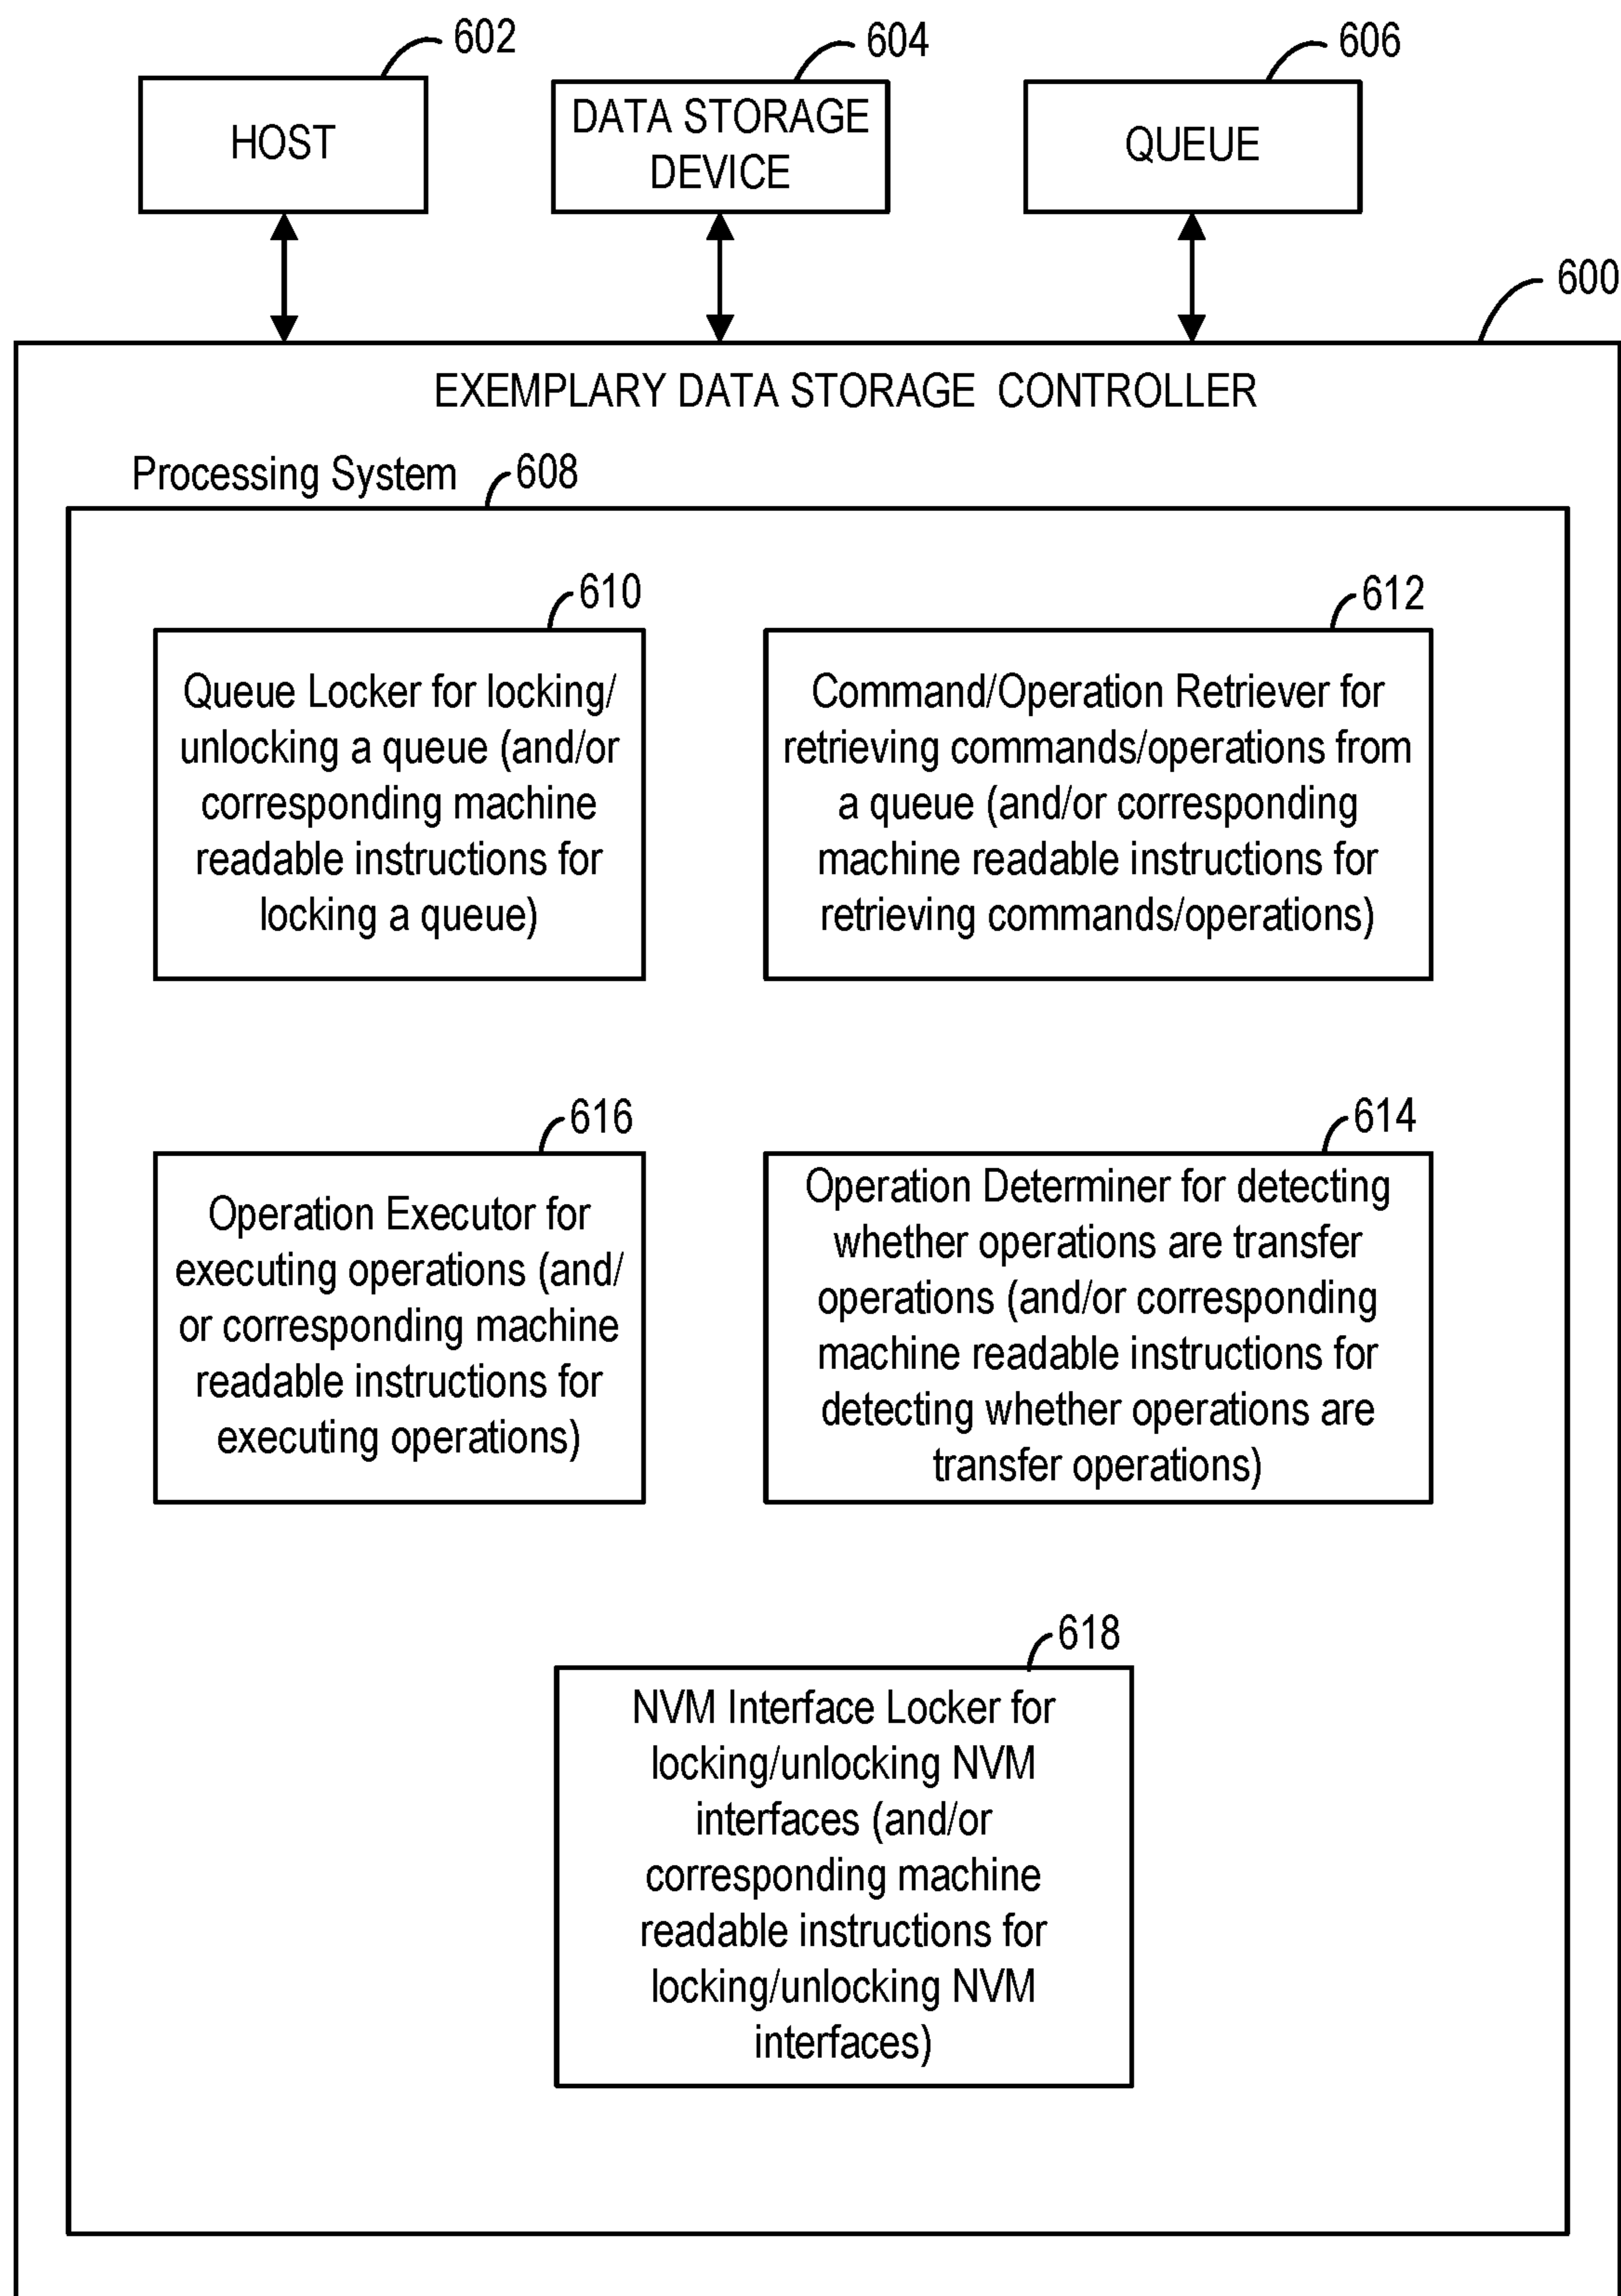 602
604
606
HOST
DATA STORAGE
DEVICE
QUEUE
600
EXEMPLARY DATA STORAGE CONTROLLER
Processing System
608
610
Queue Locker for locking/
unlocking a queue (and/or
corresponding machine
readable instructions for
locking a queue)
612
Command/Operation Retriever for
retrieving commands/operations from
a queue (and/or corresponding
machine readable instructions for
retrieving commands/operations)
616
Operation Executor for
executing operations (and/
or corresponding machine
readable instructions for
executing operations)
614
Operation Determiner for detecting
whether operations are transfer
operations (and/or corresponding
machine readable instructions for
detecting whether operations are
transfer operations)
618
NVM Interface Locker for
locking/unlocking NVM
interfaces (and/or
corresponding machine
readable instructions for
locking/unlocking NVM
interfaces)